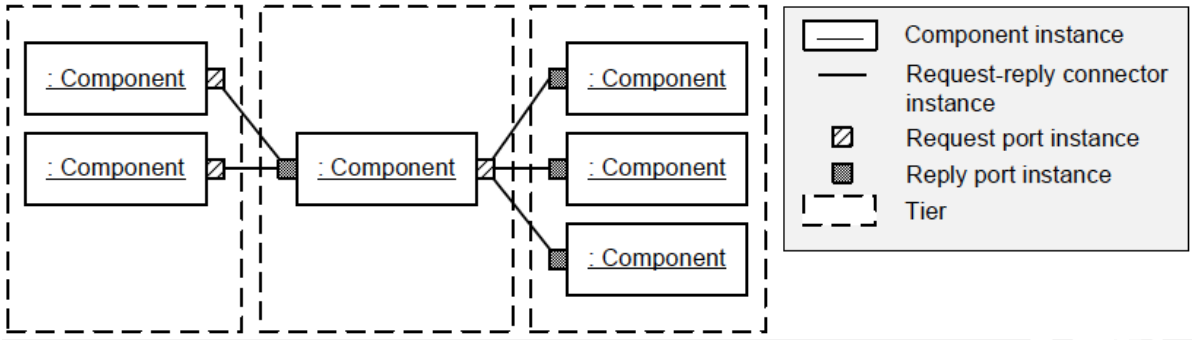 : Component
: Component
: Component
: Component
: Component
: Component
Component instance
Request-reply connector
instance
Request port instance
Reply port instance
Tier